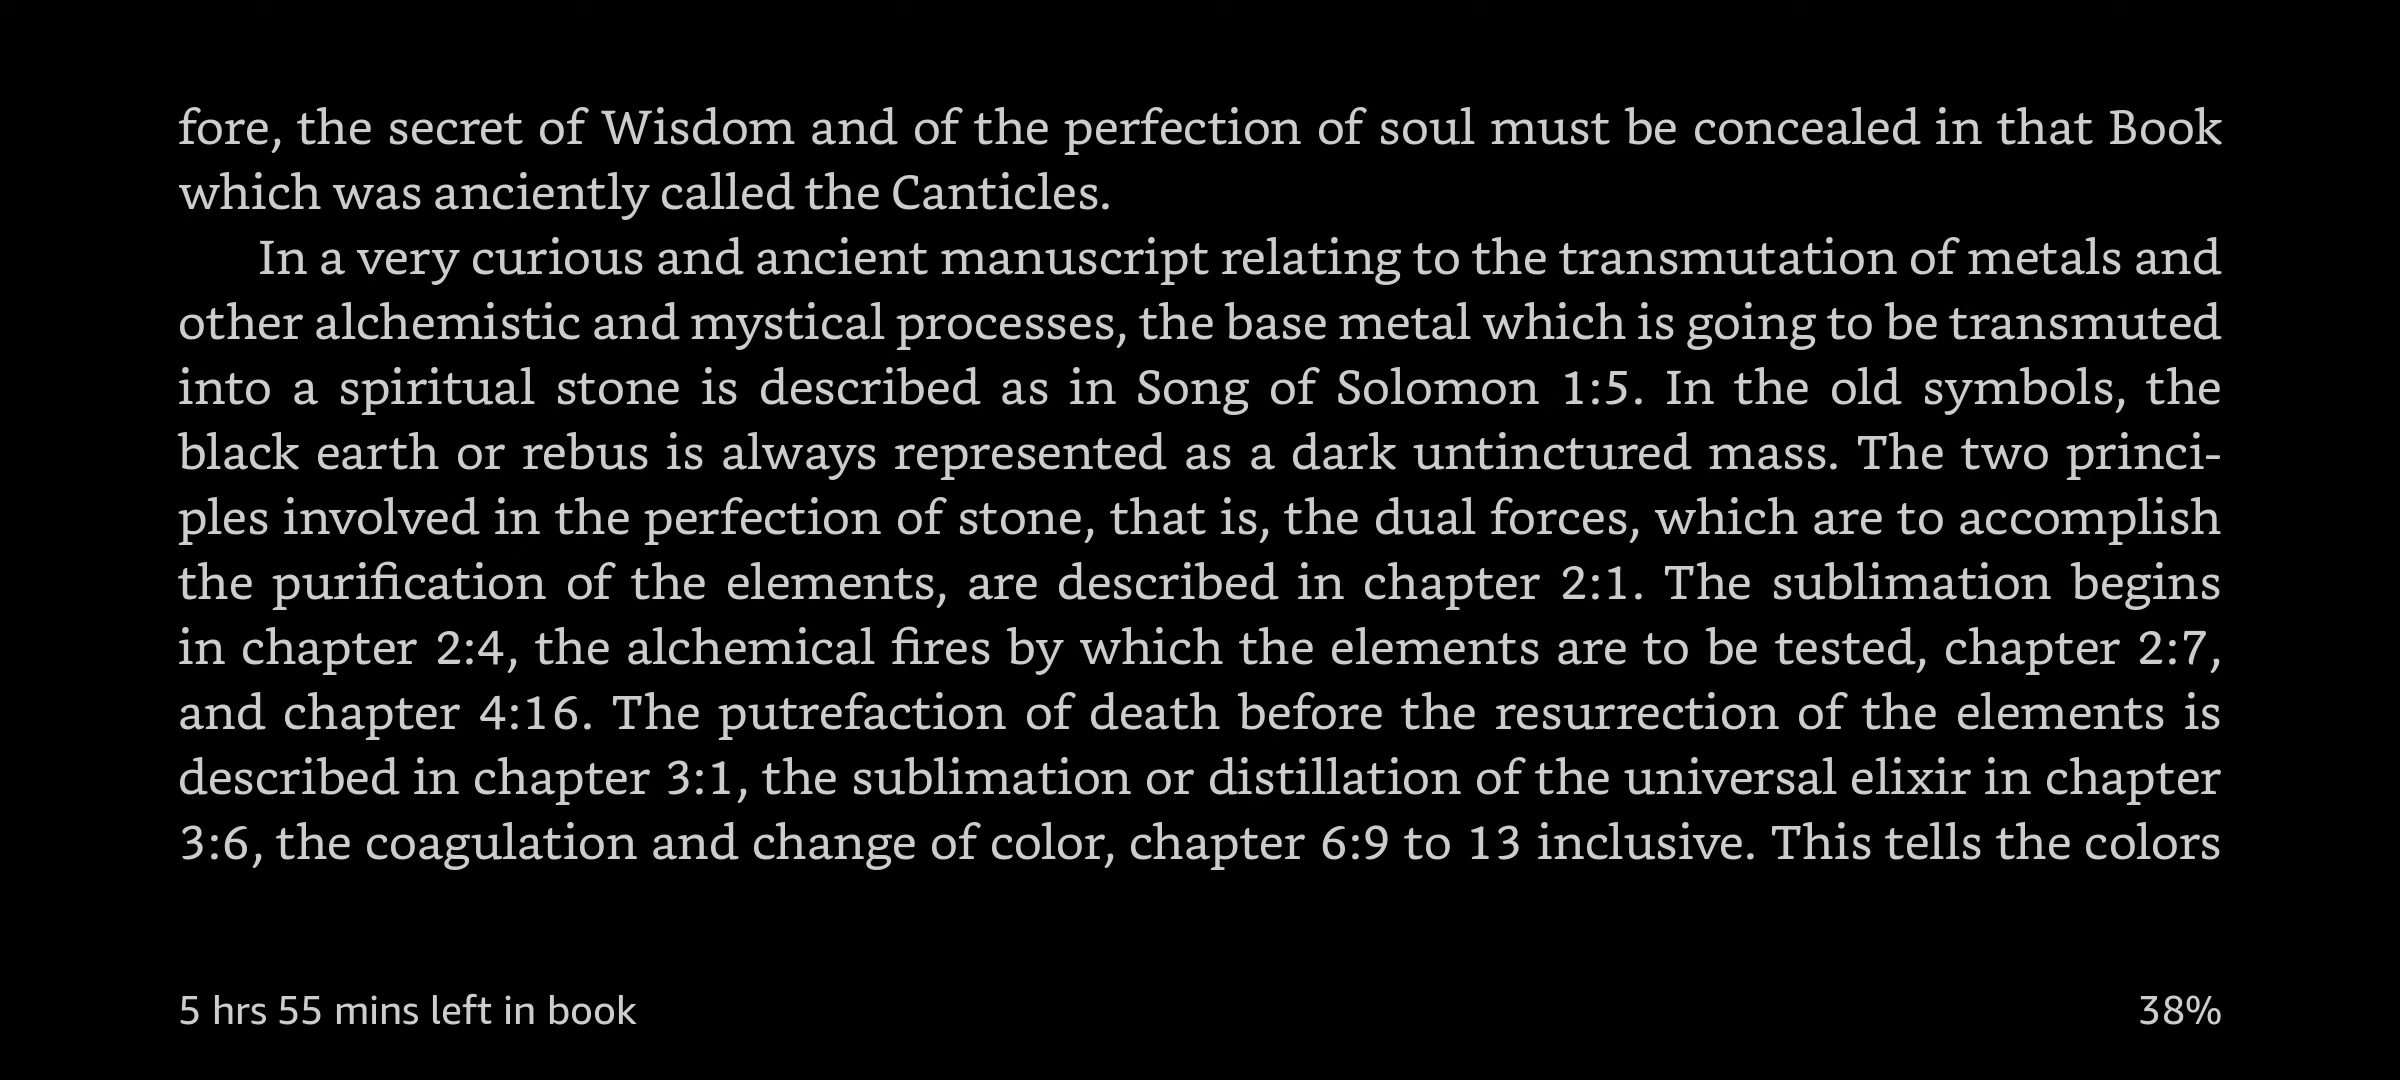 fore, the secret of Wisdom and of the perfection of soul must be concealed in that Book
which was anciently called the Canticles.
In a very curious and ancient manuscript relating to the transmutation of metals and
other alchemistic and mystical processes, the base metal which is going to be transmuted
into a spiritual stone is described as in Song of Solomon 1:5. In the old symbols, the
black earth or rebus is always represented as a dark untinctured mass. The two princi-
ples involved in the perfection of stone, that is, the dual forces, which are to accomplish
the purification of the elements, are described in chapter 2:1. The sublimation begins
in chapter 2:4, the alchemical fires by which the elements are to be tested, chapter 2:7,
and chapter 4:16. The putrefaction of death before the resurrection of the elements is
described in chapter 3:1, the sublimation or distillation of the universal elixir in chapter
3:6, the coagulation and change of color, chapter 6:9 to 13 inclusive. This tells the colors
5 hrs 55 mins left in book
38%